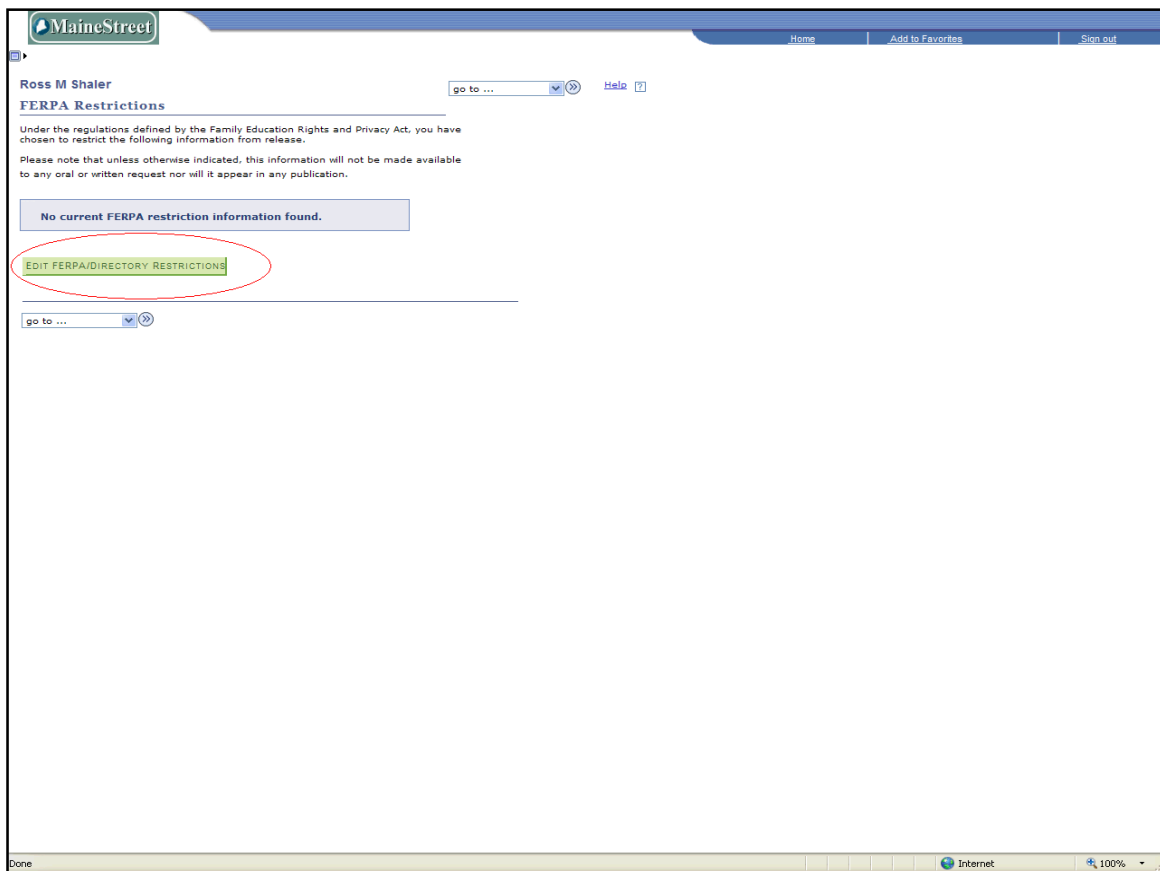 MaineStreet
Home Add to Favorites Sign out
Ross M Shaler
go to ... Help ?
FERPA Restrictions
Under the regulations defined by the Family Education Rights and Privacy Act, you have
chosen to restrict the following information from release.
Please note that unless otherwise indicated, this information will not be made available
to any oral or written request nor will it appear in any publication.
No current FERPA restriction information found.
EDIT FERPA/DIRECTORY RESTRICTIONS
go to ...
Done Internet 100%